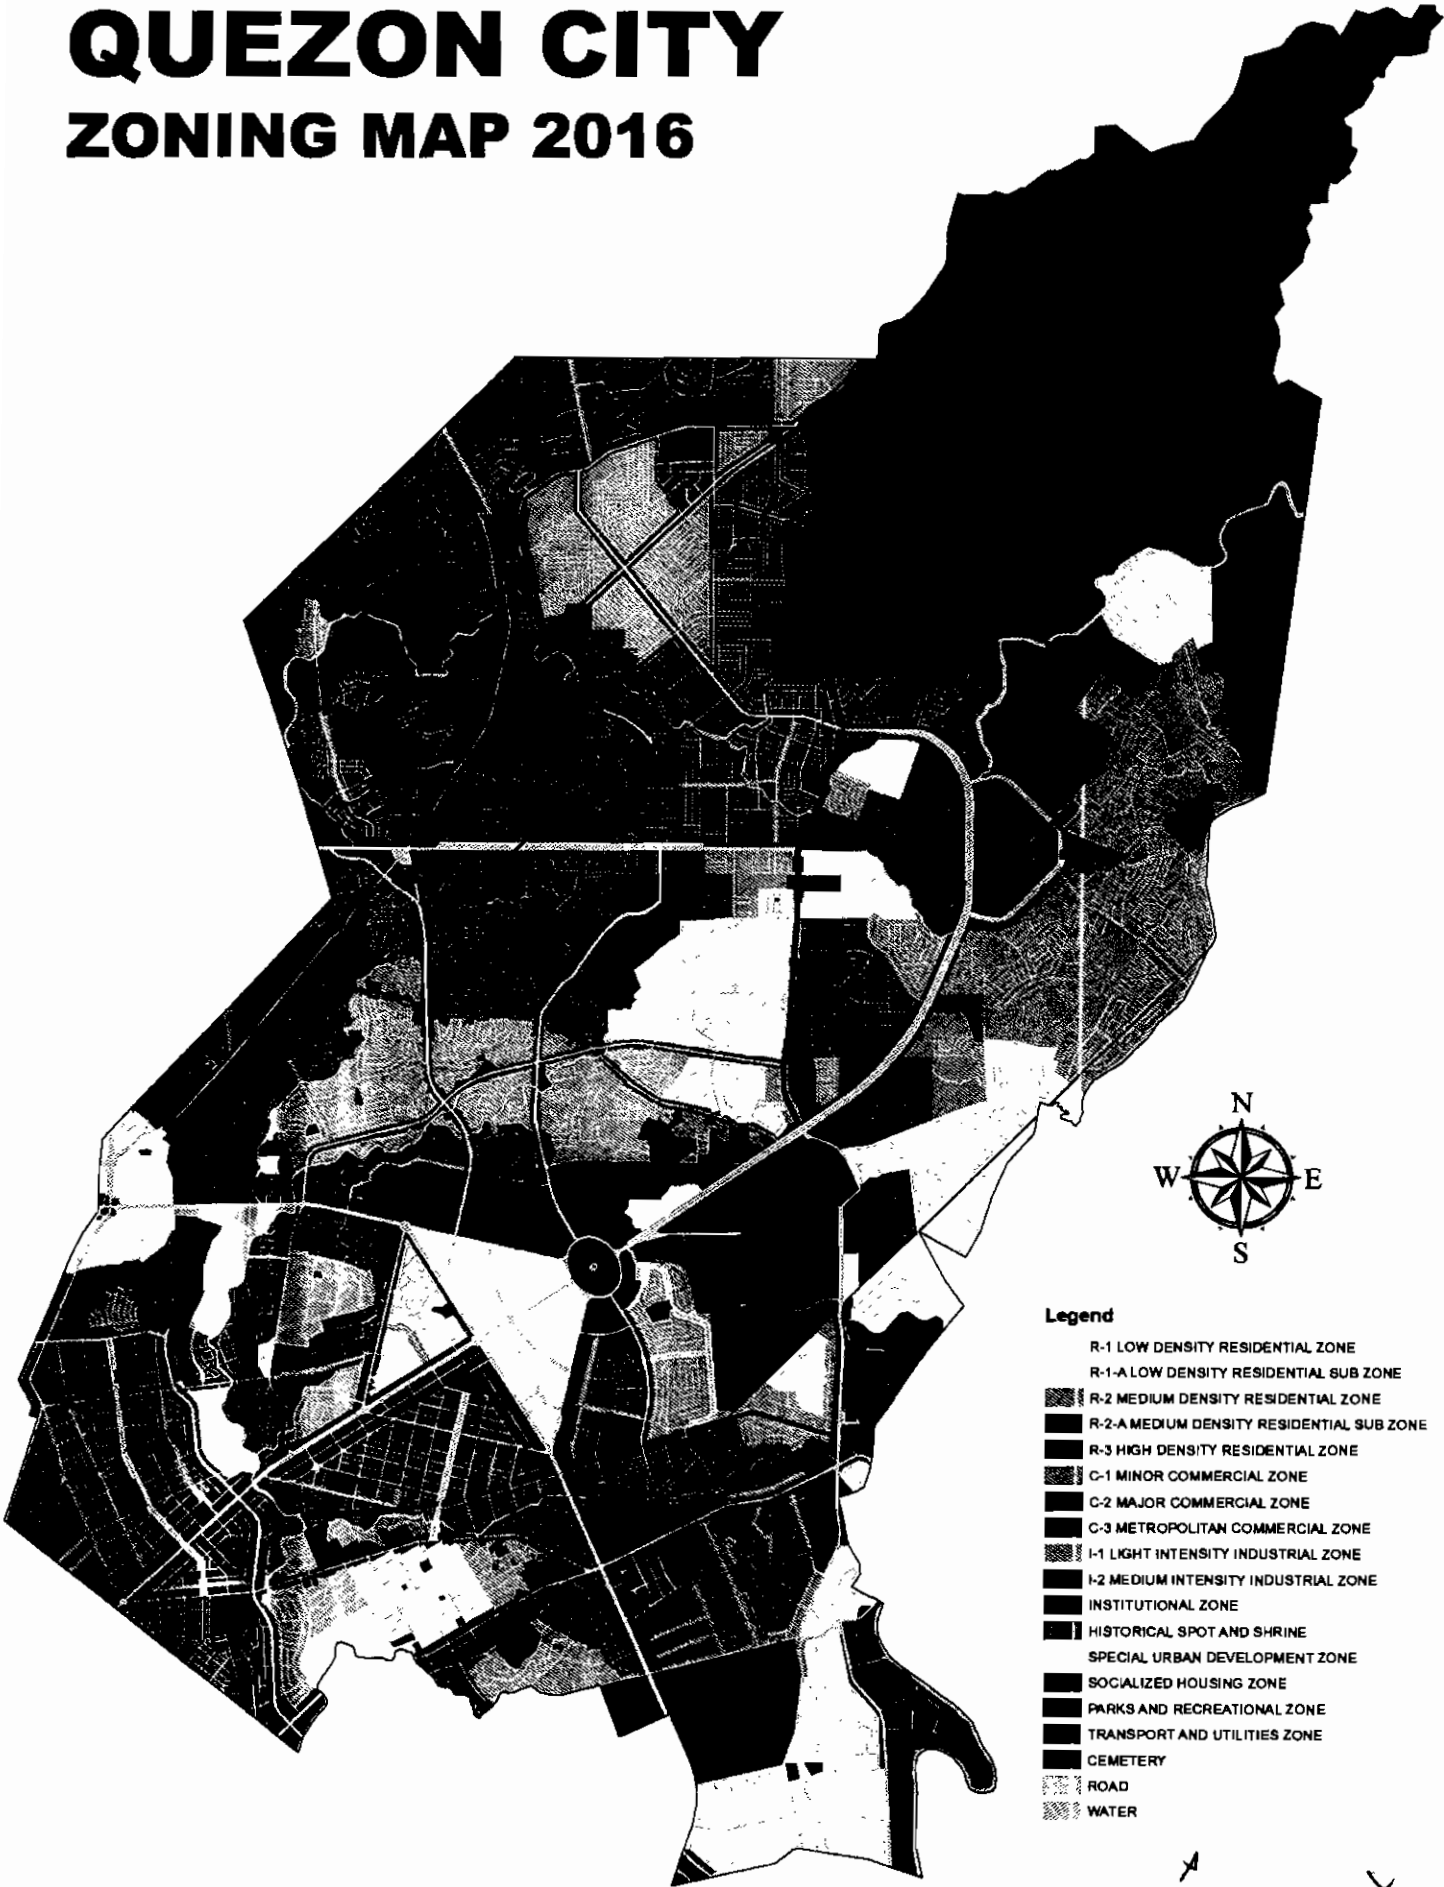 QUEZON CITY
ZONING MAP 2016
N
W E
S
Legend
R-1 LOW DENSITY RESIDENTIAL ZONE
R-1-A LOW DENSITY RESIDENTIAL SUB ZONE
R-2 MEDIUM DENSITY RESIDENTIAL ZONE
R-2-A MEDIUM DENSITY RESIDENTIAL SUB ZONE
R-3 HIGH DENSITY RESIDENTIAL ZONE
C-1 MINOR COMMERCIAL ZONE
C-2 MAJOR COMMERCIAL ZONE
C-3 METROPOLITAN COMMERCIAL ZONE
I-1 LIGHT INTENSITY INDUSTRIAL ZONE
I-2 MEDIUM INTENSITY INDUSTRIAL ZONE
INSTITUTIONAL ZONE
HISTORICAL SPOT AND SHRINE
SPECIAL URBAN DEVELOPMENT ZONE
SOCIALIZED HOUSING ZONE
PARKS AND RECREATIONAL ZONE
TRANSPORT AND UTILITIES ZONE
CEMETERY
ROAD
WATER